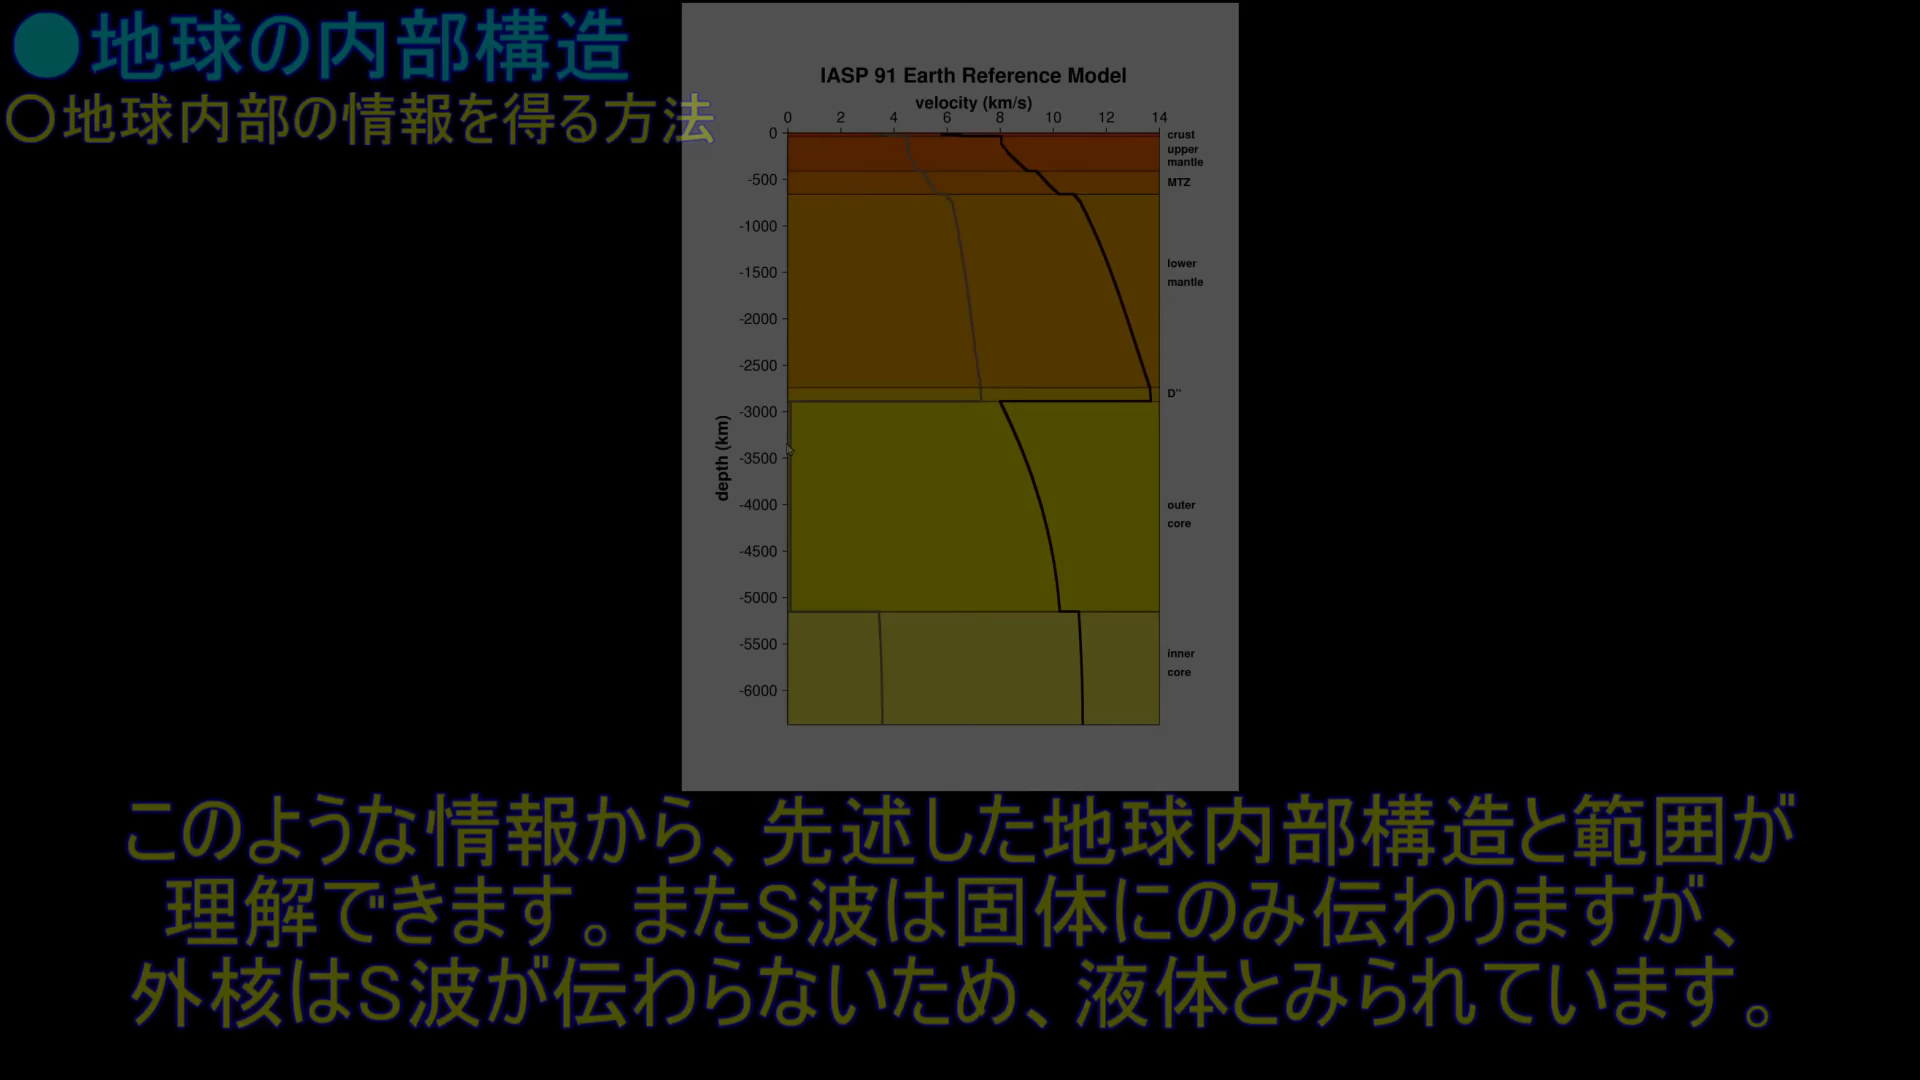 ●地球の内部構造
〇地球内部の情報を得る方法
IASP 91 Earth Reference Model
velocity (km/s)
0 2 4 6 8 10 12 14
0
-500
-1000
-1500
-2000
-2500
-3000
-3500
-4000
-4500
-5000
-5500
-6000
depth (km)
crust
upper
mantle
MTZ
lower
mantle
D''
outer
core
inner
core
このような情報から、先述した地球内部構造と範囲が
理解できます。またS波は固体にのみ伝わりますが、
外核はS波が伝わらないため、液体とみられています。